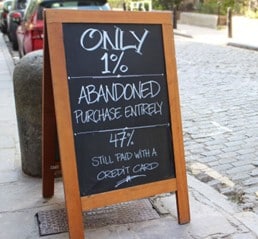 ONLY
1%
ABANDONED
PURCHASE ENTIRELY
47%
STILL PAID WITH A
CREDIT CARD